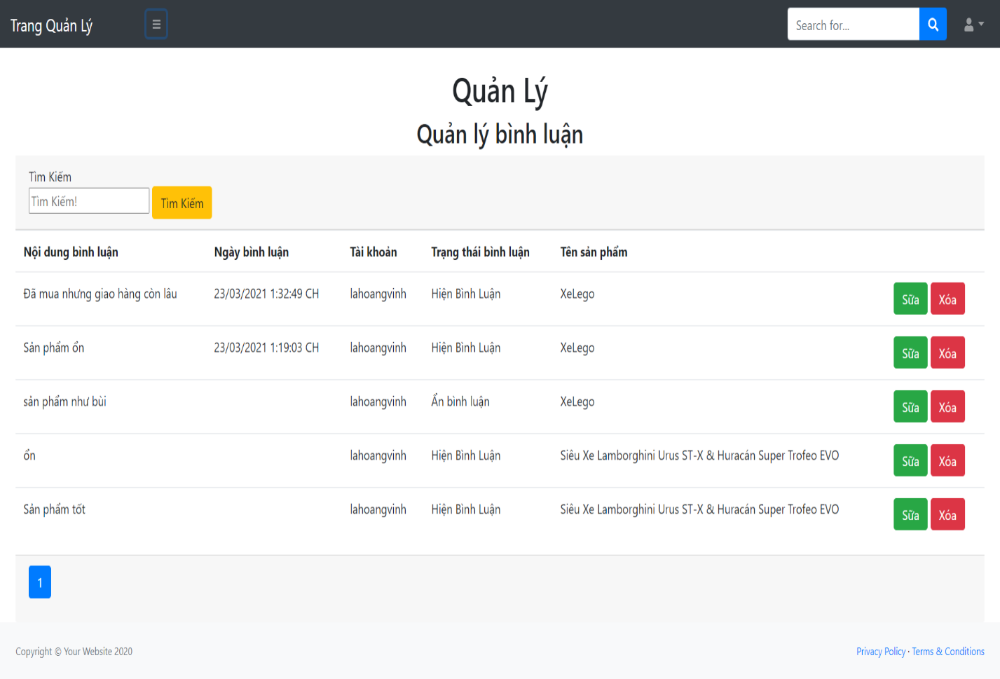 Trang Quản Lý
Search for...
Quản Lý
Quản lý bình luận
Tìm Kiếm
Tìm Kiếm! Tìm Kiếm
Nội dung bình luận Ngày bình luận Tài khoản Trạng thái bình luận Tên sản phẩm
Đã mua nhưng giao hàng còn lâu 23/03/2021 1:32:49 CH lahoangvinh Hiện Bình Luận XeLego Sữa Xóa
Sản phẩm ổn 23/03/2021 1:19:03 CH lahoangvinh Hiện Bình Luận XeLego Sữa Xóa
sản phẩm như bùi lahoangvinh Ẩn bình luận XeLego Sữa Xóa
ổn lahoangvinh Hiện Bình Luận Siêu Xe Lamborghini Urus ST-X & Huracán Super Trofeo EVO Sữa Xóa
Sản phẩm tốt lahoangvinh Hiện Bình Luận Siêu Xe Lamborghini Urus ST-X & Huracán Super Trofeo EVO Sữa Xóa
1
Copyright © Your Website 2020 Privacy Policy · Terms & Conditions